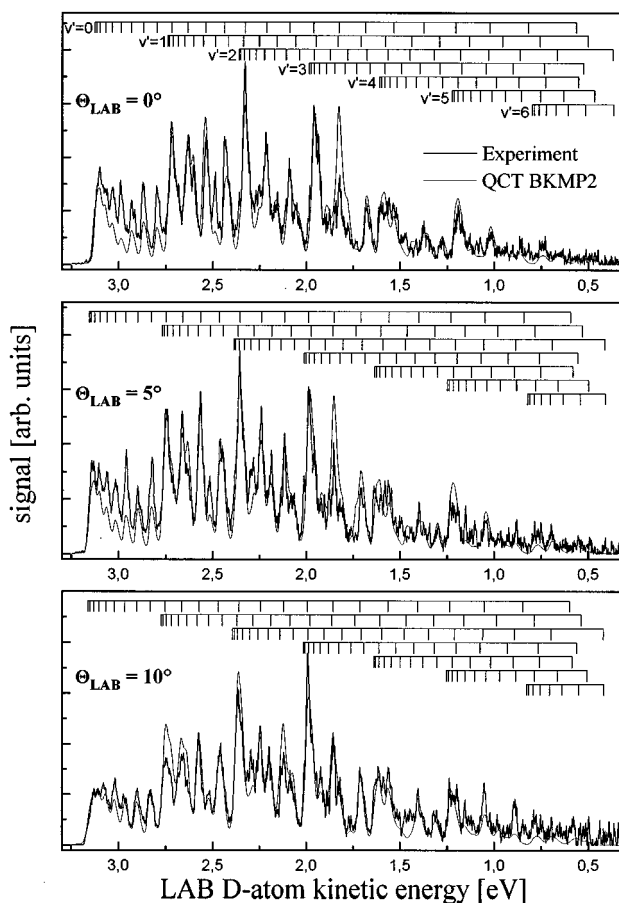 v'=0
v'=1
v'=2
v'=3
v'=4
v'=5
v'=6
Θ_LAB = 0°
Experiment
QCT BKMP2
3,0 2,5 2,0 1,5 1,0 0,5
Θ_LAB = 5°
signal [arb. units]
3,0 2,5 2,0 1,5 1,0 0,5
Θ_LAB = 10°
3,0 2,5 2,0 1,5 1,0 0,5
LAB D-atom kinetic energy [eV]